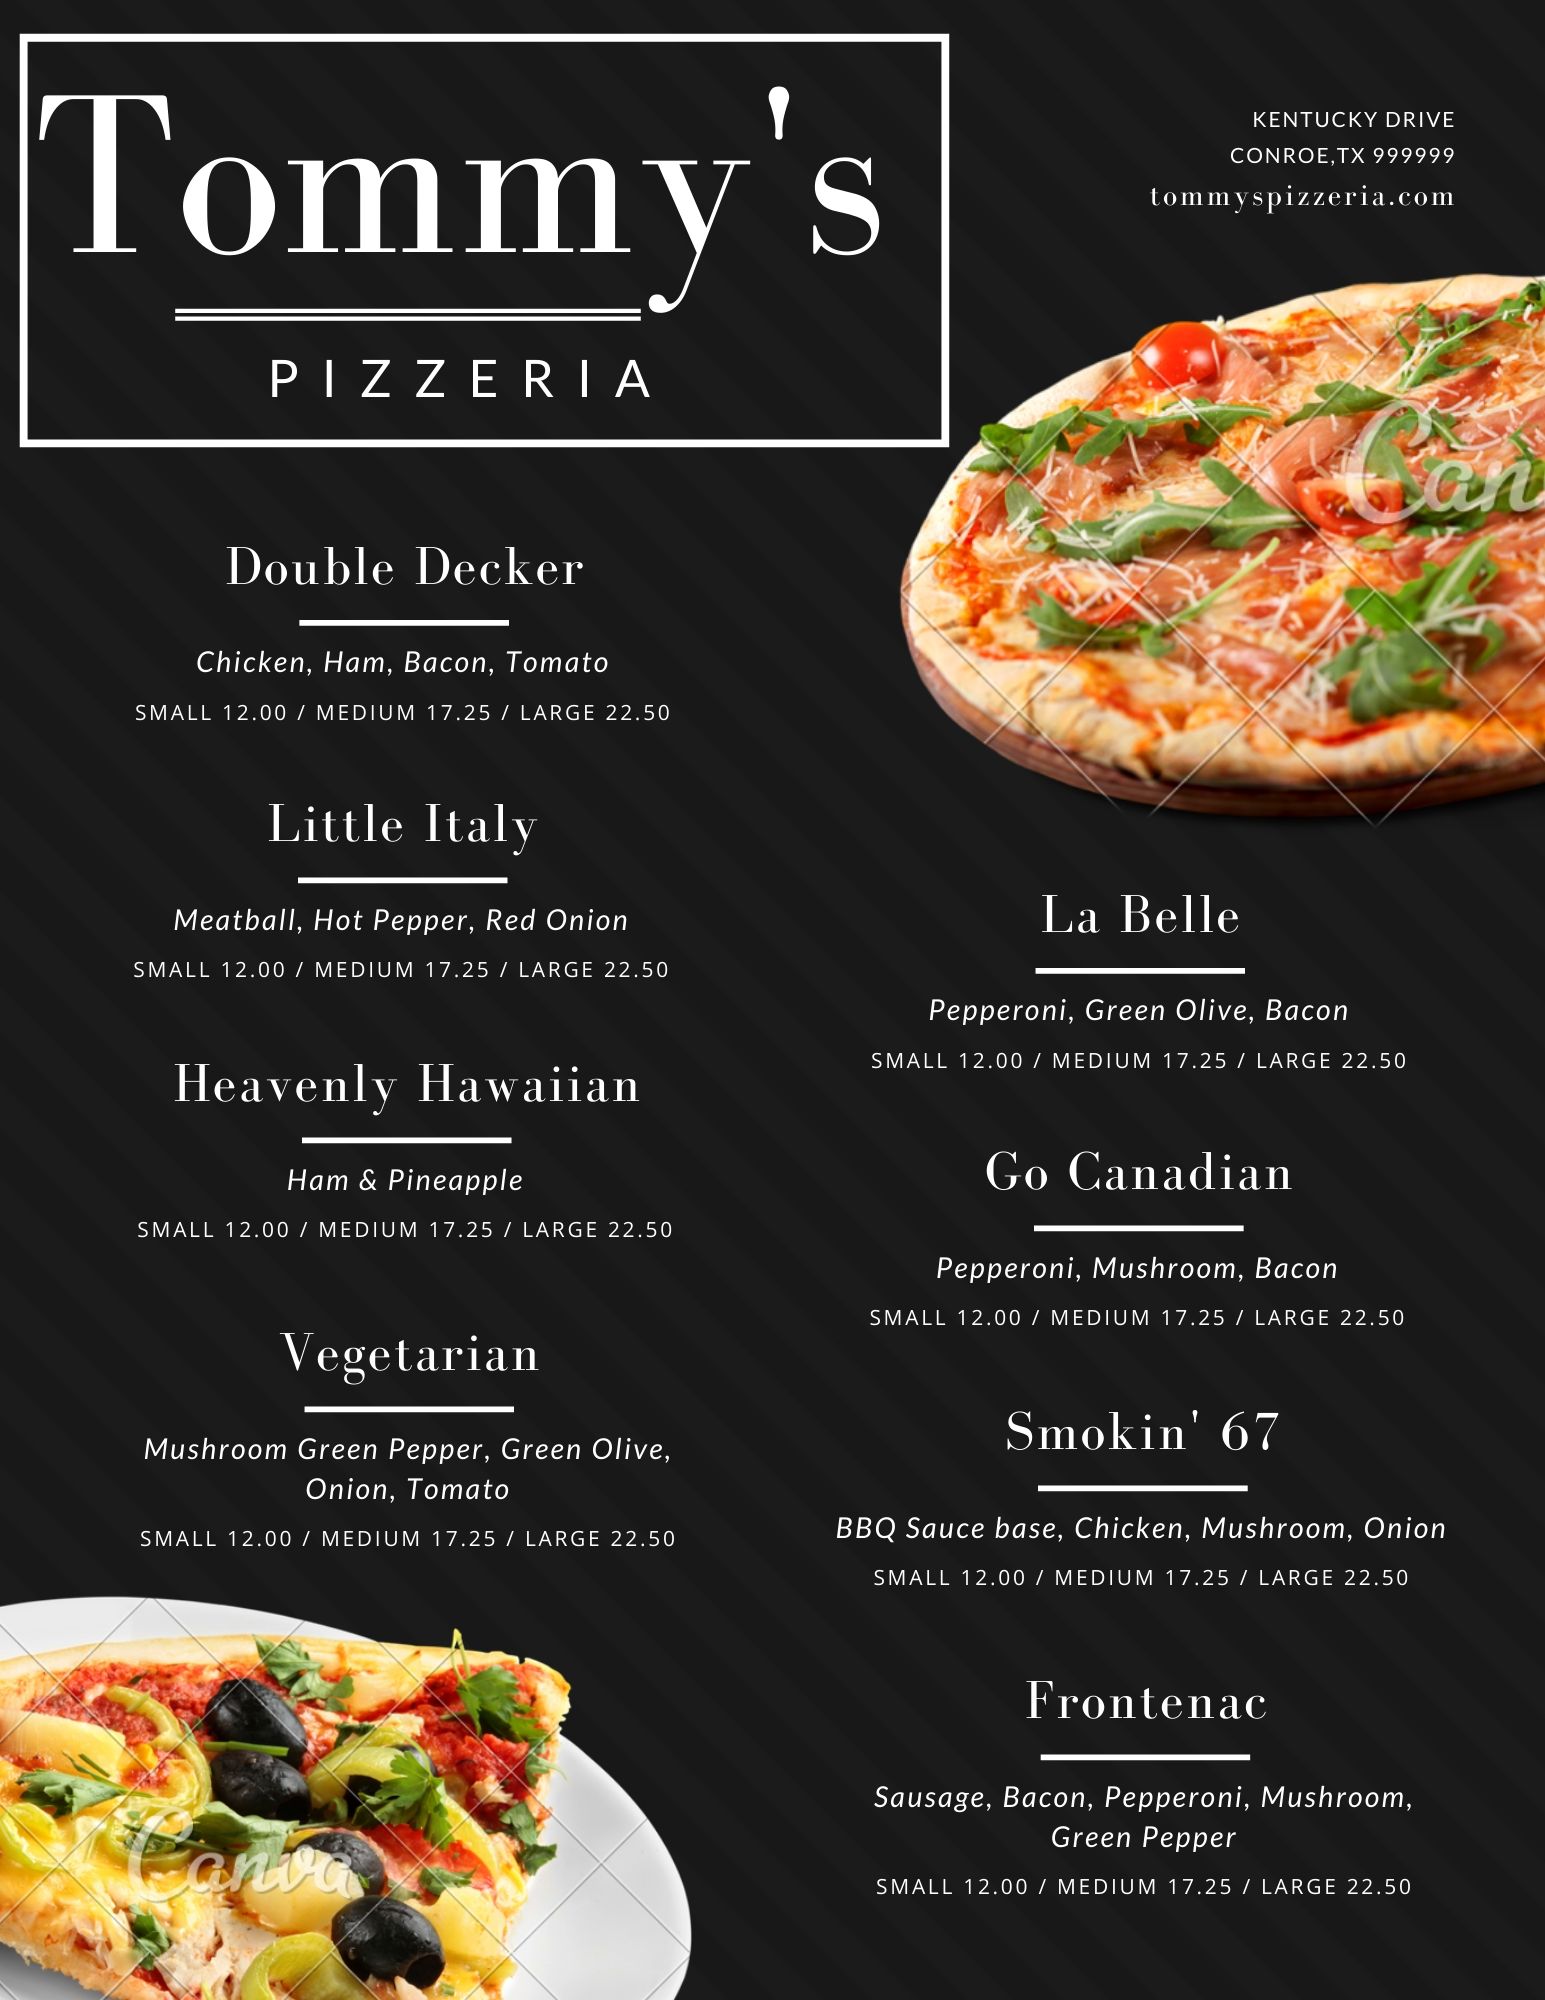 Tommy's
PIZZERIA
KENTUCKY DRIVE
CONROE,TX 999999
tommyspizzeria.com
Double Decker
Chicken, Ham, Bacon, Tomato
SMALL 12.00 / MEDIUM 17.25 / LARGE 22.50
Little Italy
Meatball, Hot Pepper, Red Onion
SMALL 12.00 / MEDIUM 17.25 / LARGE 22.50
Heavenly Hawaiian
Ham & Pineapple
SMALL 12.00 / MEDIUM 17.25 / LARGE 22.50
Vegetarian
Mushroom Green Pepper, Green Olive,
Onion, Tomato
SMALL 12.00 / MEDIUM 17.25 / LARGE 22.50
Canva
Can
La Belle
Pepperoni, Green Olive, Bacon
SMALL 12.00 / MEDIUM 17.25 / LARGE 22.50
Go Canadian
Pepperoni, Mushroom, Bacon
SMALL 12.00 / MEDIUM 17.25 / LARGE 22.50
Smokin' 67
BBQ Sauce base, Chicken, Mushroom, Onion
SMALL 12.00 / MEDIUM 17.25 / LARGE 22.50
Frontenac
Sausage, Bacon, Pepperoni, Mushroom,
Green Pepper
SMALL 12.00 / MEDIUM 17.25 / LARGE 22.50